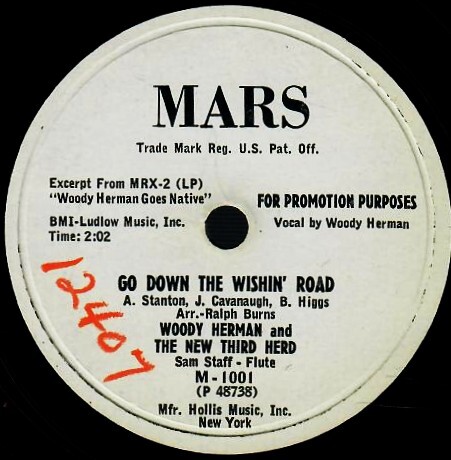 MARS
Trade Mark Reg. U.S. Pat. Off.
Excerpt From MRX-2 (LP)
"Woody Herman Goes Native"
BMI-Ludlow Music, Inc.
Time: 2:02
FOR PROMOTION PURPOSES
Vocal by Woody Herman
GO DOWN THE WISHIN' ROAD
A. Stanton, J. Cavanaugh, B. Higgs
Arr.-Ralph Burns
WOODY HERMAN and
THE NEW THIRD HERD
Sam Staff - Flute
M-1001
(P 48738)
Mfr. Hollis Music, Inc.
New York
12407